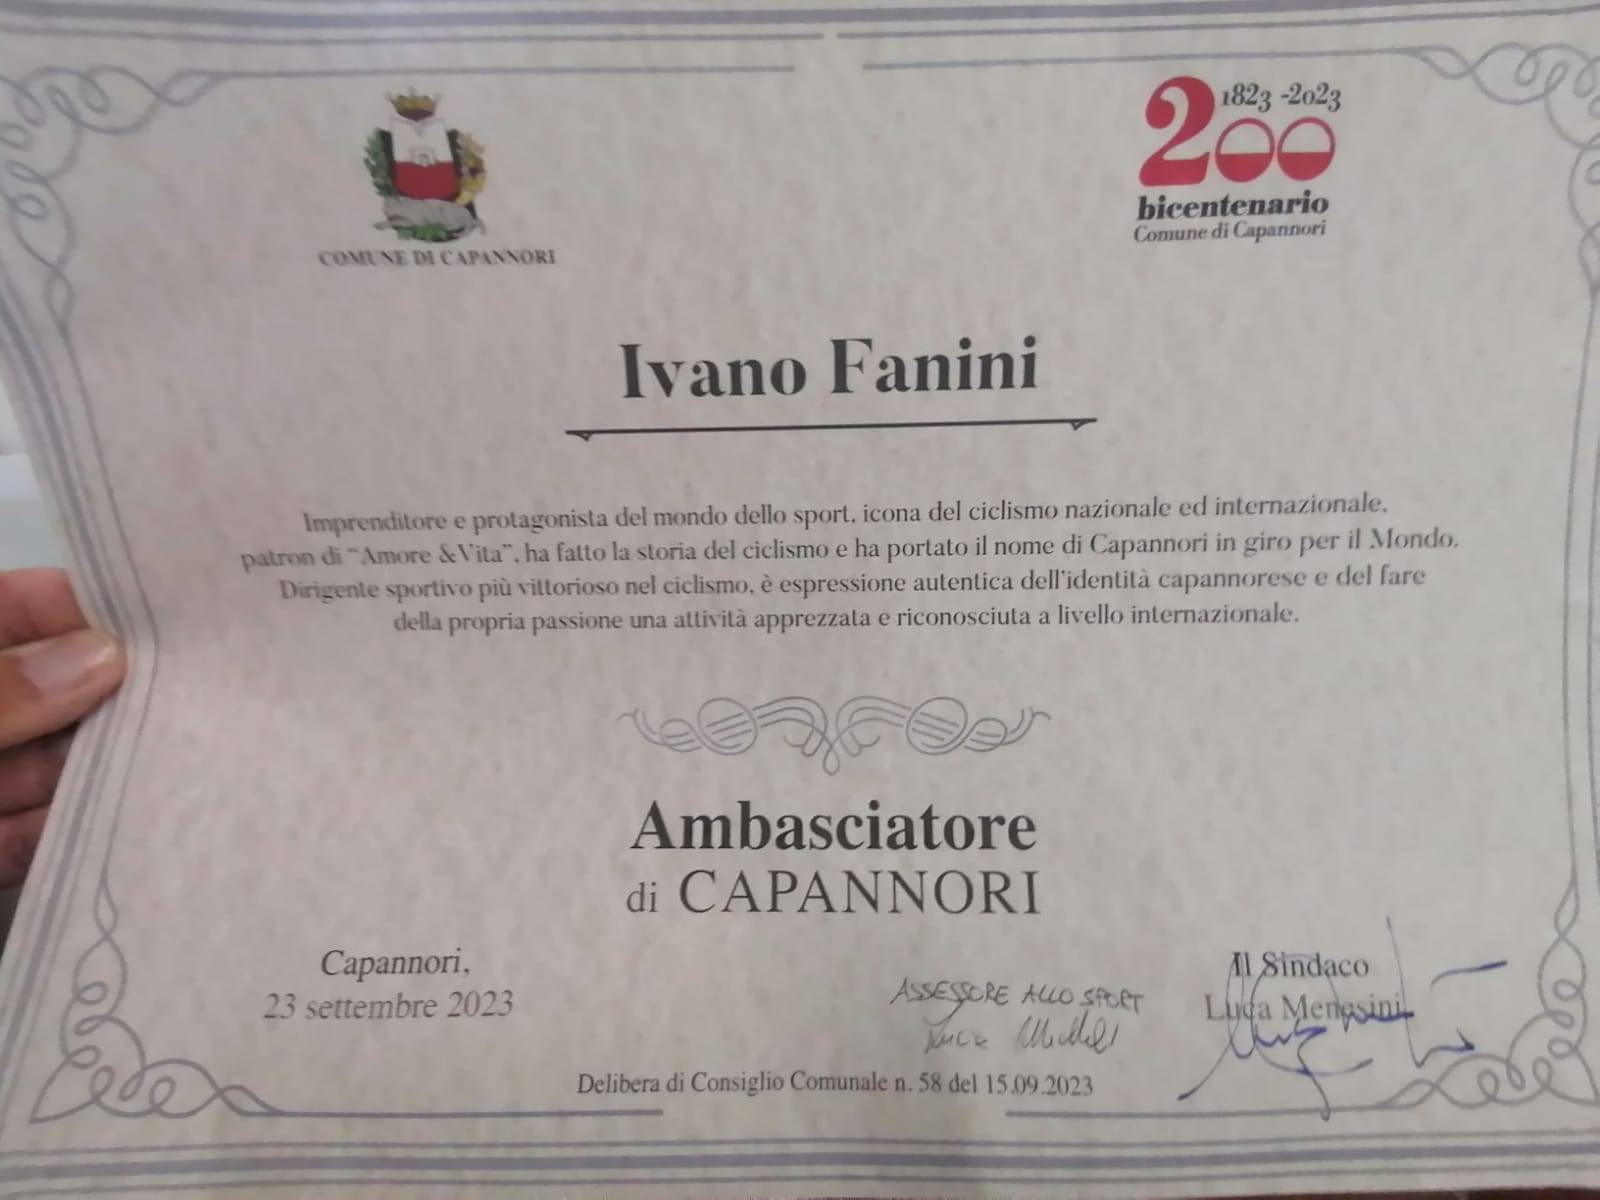 1823 -2023
200
bicentenario
Comune di Capannori
COMUNE DI CAPANNORI
Ivano Fanini
Imprenditore e protagonista del mondo dello sport, icona del ciclismo nazionale ed internazionale,
patron di “Amore &Vita”, ha fatto la storia del ciclismo e ha portato il nome di Capannori in giro per il Mondo.
Dirigente sportivo più vittorioso nel ciclismo, è espressione autentica dell'identità capannorese e del fare
della propria passione una attività apprezzata e riconosciuta a livello internazionale.
Ambasciatore
di CAPANNORI
Capannori,
23 settembre 2023
ASSESSORE ALLO SPORT
Il Sindaco
Luca Menesini
Delibera di Consiglio Comunale n. 58 del 15.09.2023